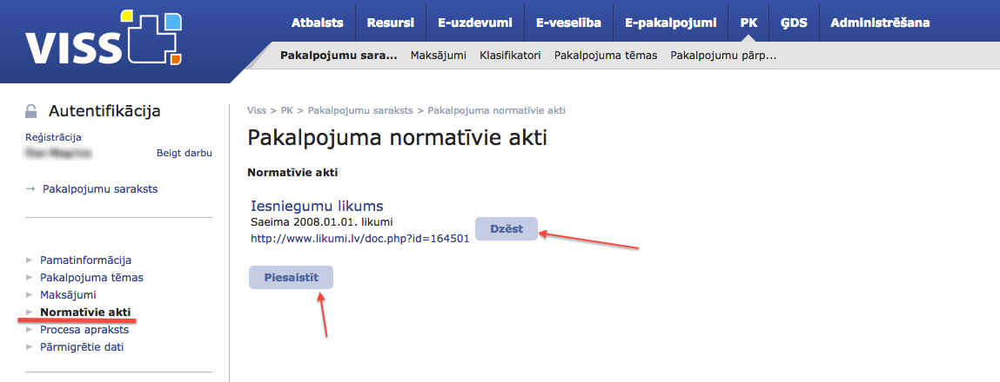 VISS
Atbalsts Resursi E-uzdevumi E-veselība E-pakalpojumi PK ĢDS Administrēšana
Pakalpojumu sara... Maksājumi Klasifikatori Pakalpojuma tēmas Pakalpojumu pārp...
Autentifikācija
Reģistrācija
Beigt darbu
→ Pakalpojumu saraksts
Pamatinformācija
Pakalpojuma tēmas
Maksājumi
Normatīvie akti
Procesa apraksts
Pārmigrētie dati
Viss > PK > Pakalpojumu saraksts > Pakalpojuma normatīvie akti
Pakalpojuma normatīvie akti
Normatīvie akti
Iesniegumu likums
Saeima 2008.01.01. likumi
http://www.likumi.lv/doc.php?id=164501
Dzēst
Piesaistīt